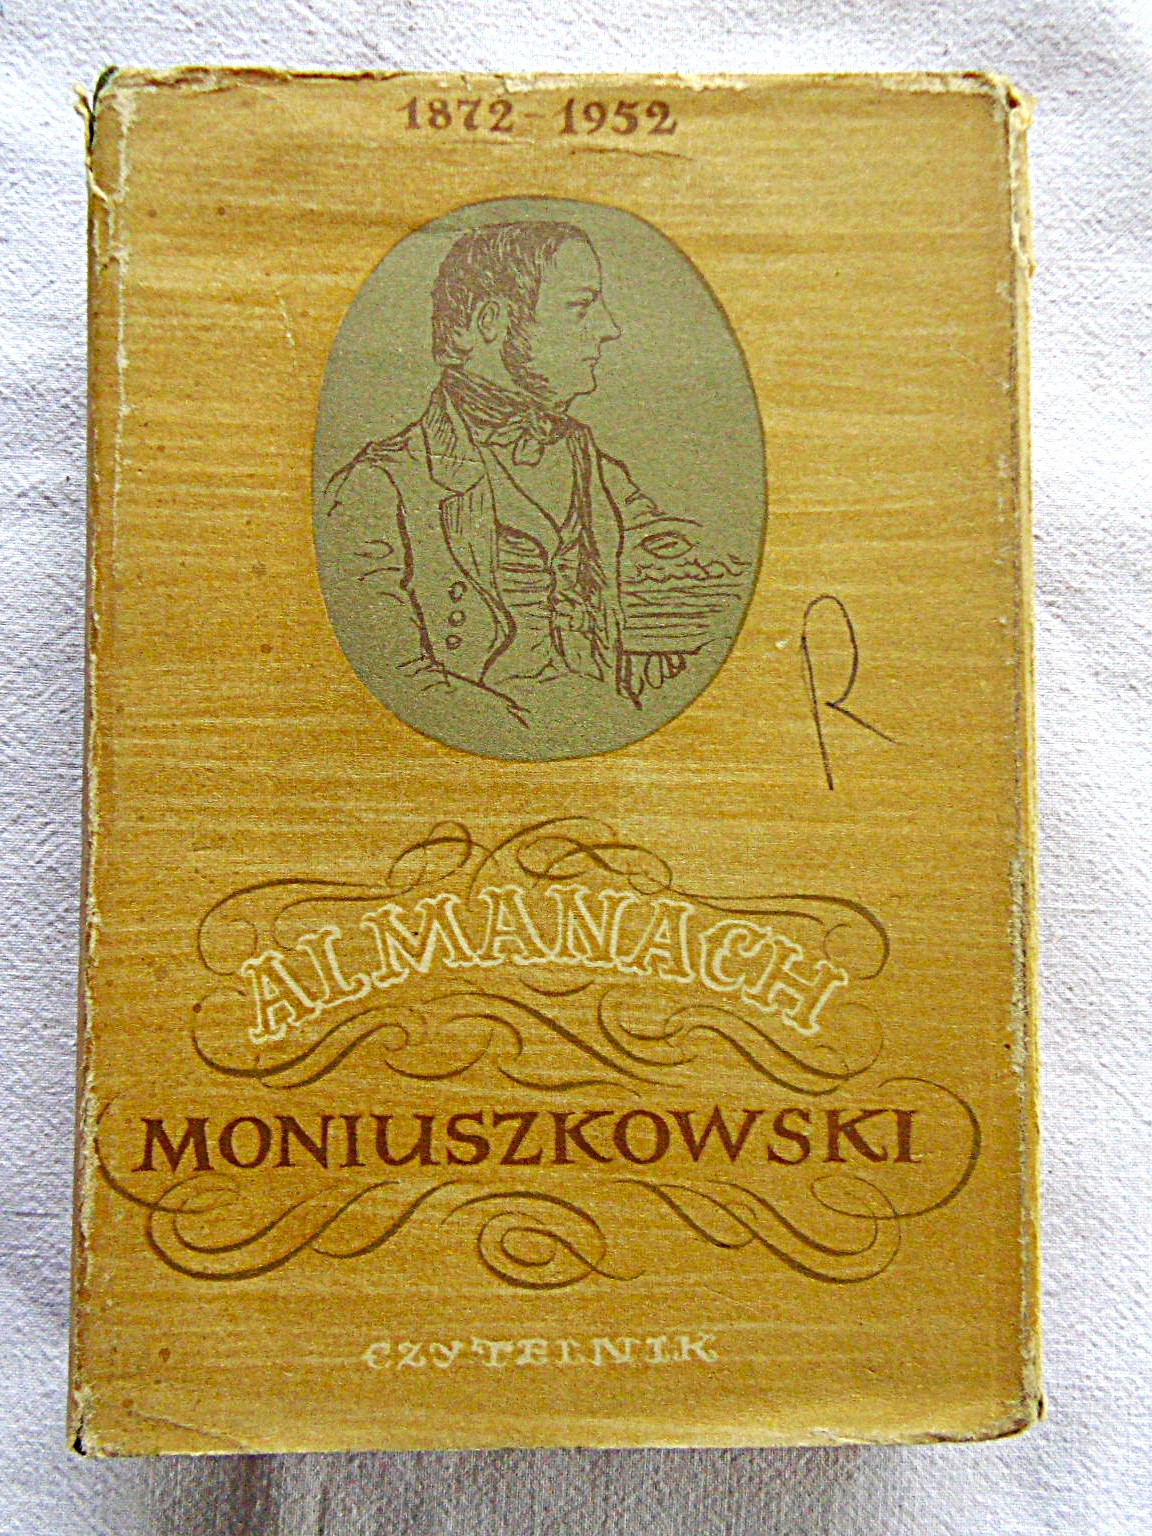 1872-1952
R
ALMANACH
MONIUSZKOWSKI
CZYTELNIK